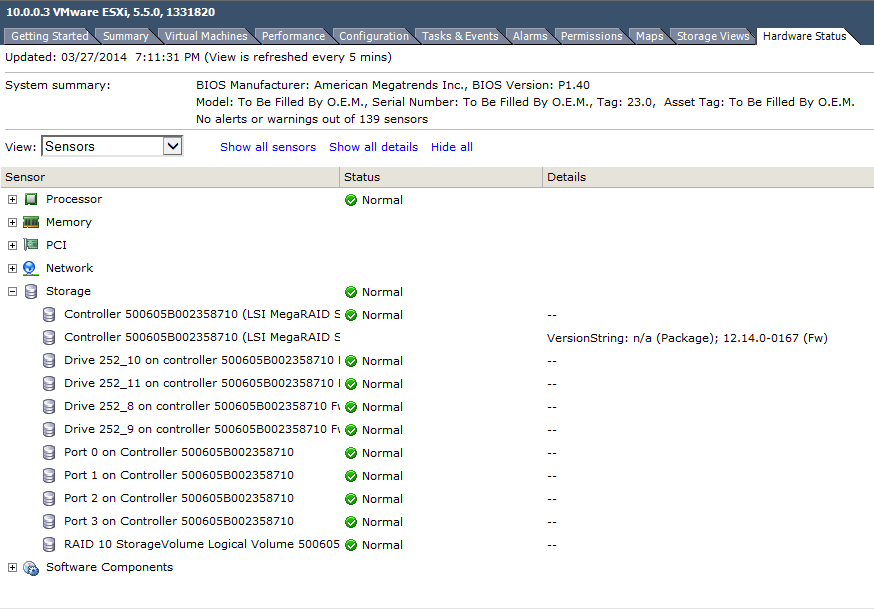 10.0.0.3 VMware ESXi, 5.5.0, 1331820
Getting Started Summary Virtual Machines Performance Configuration Tasks & Events Alarms Permissions Maps Storage Views Hardware Status
Updated: 03/27/2014 7:11:31 PM (View is refreshed every 5 mins)
System summary: BIOS Manufacturer: American Megatrends Inc., BIOS Version: P1.40
Model: To Be Filled By O.E.M., Serial Number: To Be Filled By O.E.M., Tag: 23.0, Asset Tag: To Be Filled By O.E.M.
No alerts or warnings out of 139 sensors
View: Sensors Show all sensors Show all details Hide all
Sensor Status Details
Processor Normal
Memory
PCI
Network
Storage Normal
Controller 500605B002358710 (LSI MegaRAID S Normal --
Controller 500605B002358710 (LSI MegaRAID S VersionString: n/a (Package); 12.14.0-0167 (Fw)
Drive 252_10 on controller 500605B002358710 Normal --
Drive 252_11 on controller 500605B002358710 Normal --
Drive 252_8 on controller 500605B002358710 Fw Normal --
Drive 252_9 on controller 500605B002358710 Fw Normal --
Port 0 on Controller 500605B002358710 Normal --
Port 1 on Controller 500605B002358710 Normal --
Port 2 on Controller 500605B002358710 Normal --
Port 3 on Controller 500605B002358710 Normal --
RAID 10 StorageVolume Logical Volume 500605 Normal --
Software Components